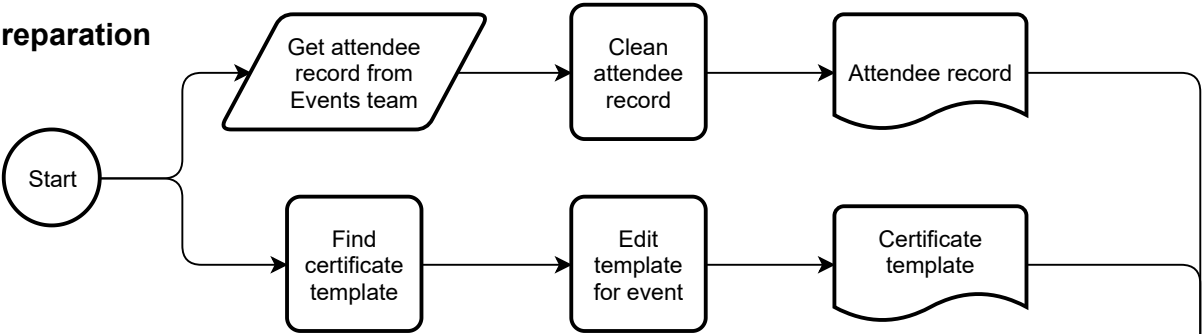 reparation
Get attendee
record from
Events team
Clean
attendee
record
Attendee record
Start
Find
certificate
template
Edit
template
for event
Certificate
template